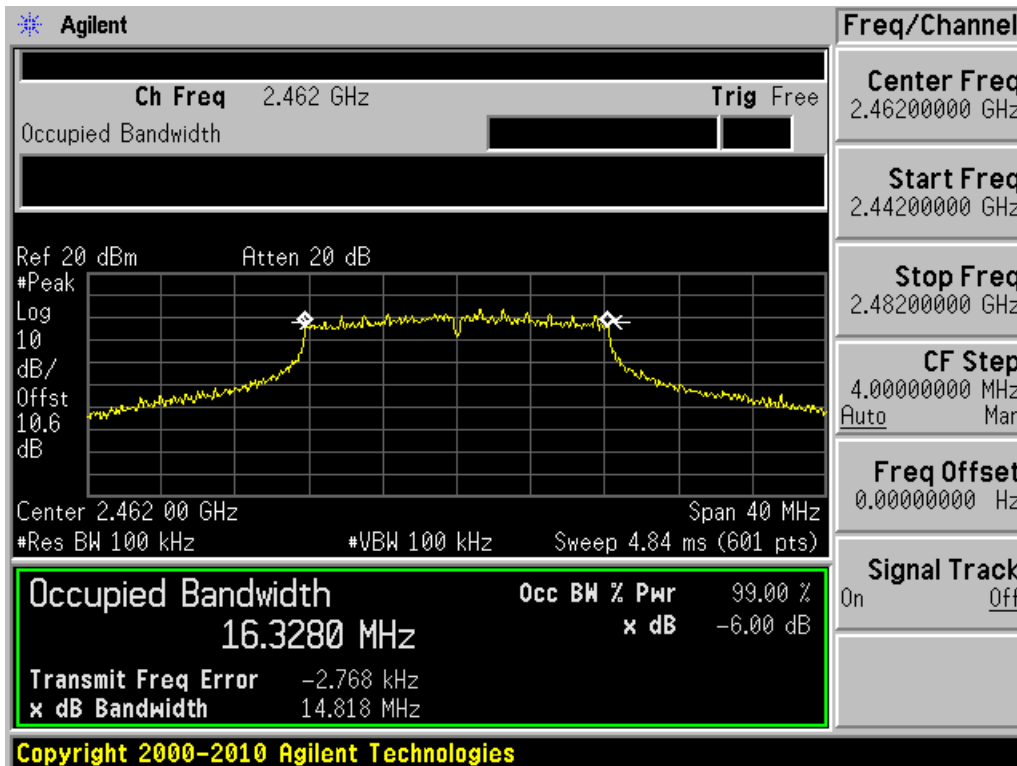 Agilent
Freq/Channel
Ch Freq 2.462 GHz
Trig Free
Occupied Bandwidth
Center Freq
2.46200000 GHz
Start Freq
2.44200000 GHz
Stop Freq
2.48200000 GHz
CF Step
4.00000000 MHz
Auto Man
Freq Offset
0.00000000 Hz
Signal Track
On Off
Ref 20 dBm
Atten 20 dB
#Peak
Log
10
dB/
Offst
10.6
dB
Center 2.462 00 GHz
Span 40 MHz
#Res BW 100 kHz
#VBW 100 kHz
Sweep 4.84 ms (601 pts)
Occupied Bandwidth
16.3280 MHz
Occ BW % Pwr 99.00 %
x dB -6.00 dB
Transmit Freq Error -2.768 kHz
x dB Bandwidth 14.818 MHz
Copyright 2000-2010 Agilent Technologies